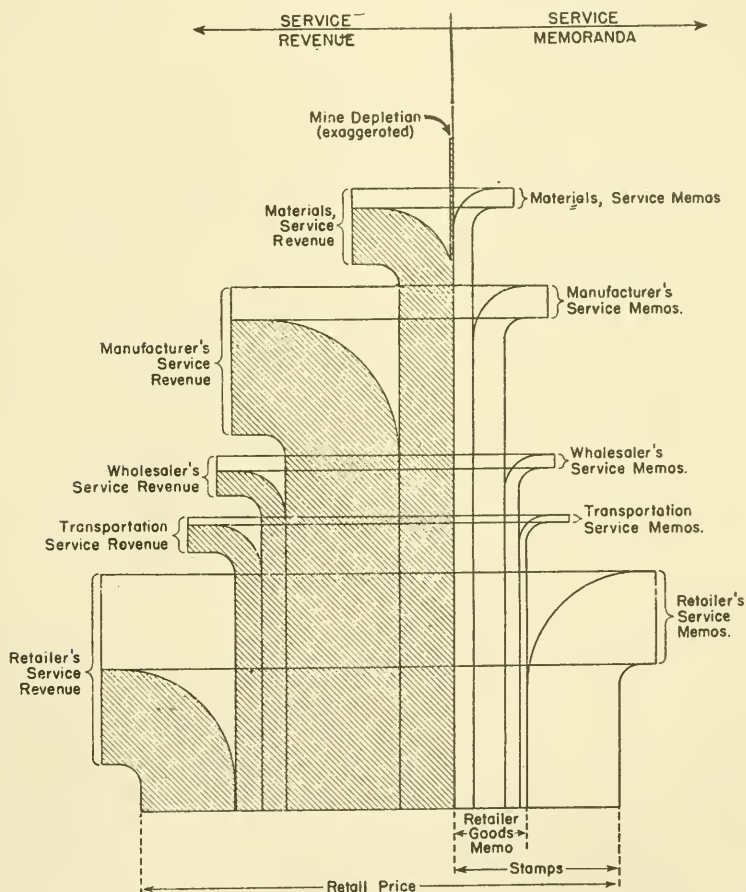 SERVICE
REVENUE
SERVICE
MEMORANDA
Mine Depletian
(exaggerated)
Materials,
Service
Revenue
Materials, Service Memas
Manufacturer's
Service Memos.
Manufacturer's
Service
Revenue
Wholesaler's
Service Revenue
Wholesaler's
Service Memos.
Transportation
Service Revenue
Transportation
Service Memos.
Retailer's
Service
Memos.
Retailer's
Service
Revenue
Retailer
Goods
Memo
Stamps
Retail Price